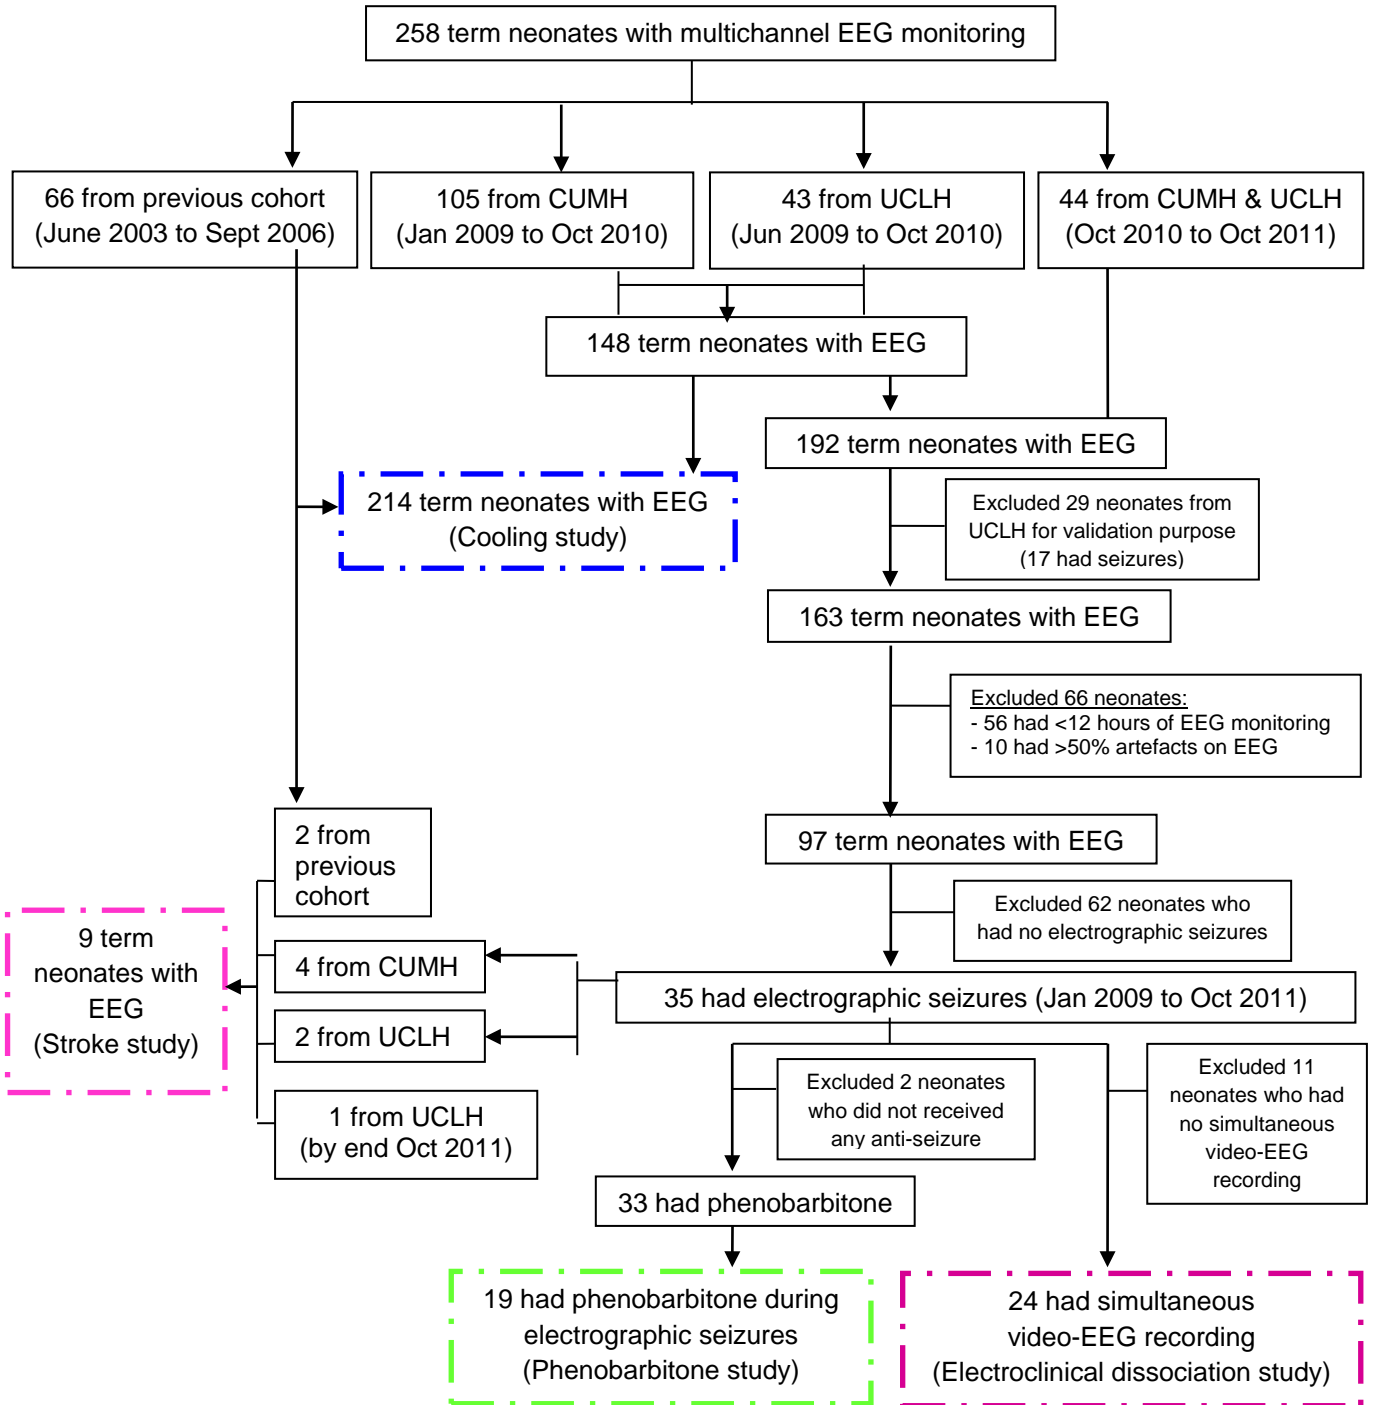 258 term neonates with multichannel EEG monitoring
66 from previous cohort
(June 2003 to Sept 2006)
105 from CUMH
(Jan 2009 to Oct 2010)
43 from UCLH
(Jun 2009 to Oct 2010)
44 from CUMH & UCLH
(Oct 2010 to Oct 2011)
148 term neonates with EEG
192 term neonates with EEG
214 term neonates with EEG
(Cooling study)
Excluded 29 neonates from
UCLH for validation purpose
(17 had seizures)
163 term neonates with EEG
Excluded 66 neonates:
- 56 had <12 hours of EEG monitoring
- 10 had >50% artefacts on EEG
97 term neonates with EEG
2 from
previous
cohort
Excluded 62 neonates who
had no electrographic seizures
9 term
neonates with
EEG
(Stroke study)
4 from CUMH
35 had electrographic seizures (Jan 2009 to Oct 2011)
2 from UCLH
1 from UCLH
(by end Oct 2011)
Excluded 2 neonates
who did not received
any anti-seizure
Excluded 11
neonates who had
no simultaneous
video-EEG
recording
33 had phenobarbitone
19 had phenobarbitone during
electrographic seizures
(Phenobarbitone study)
24 had simultaneous
video-EEG recording
(Electroclinical dissociation study)